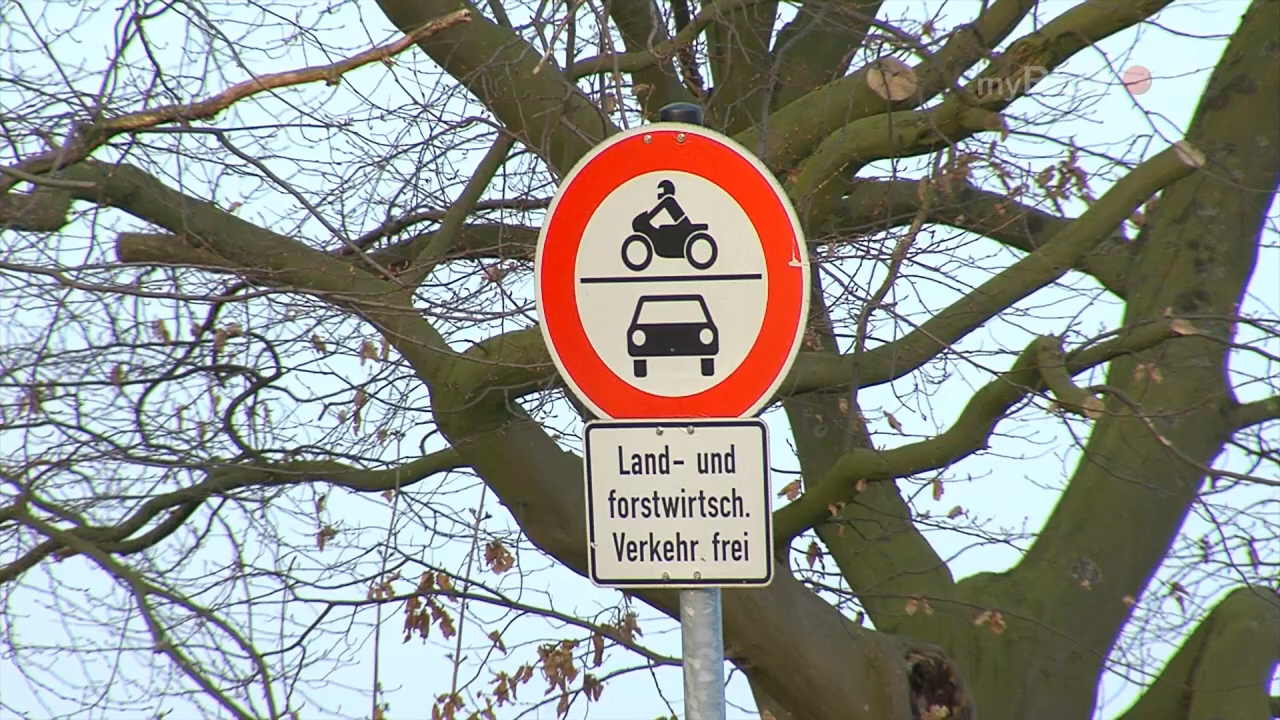 Land- und
forstwirtsch.
Verkehr frei